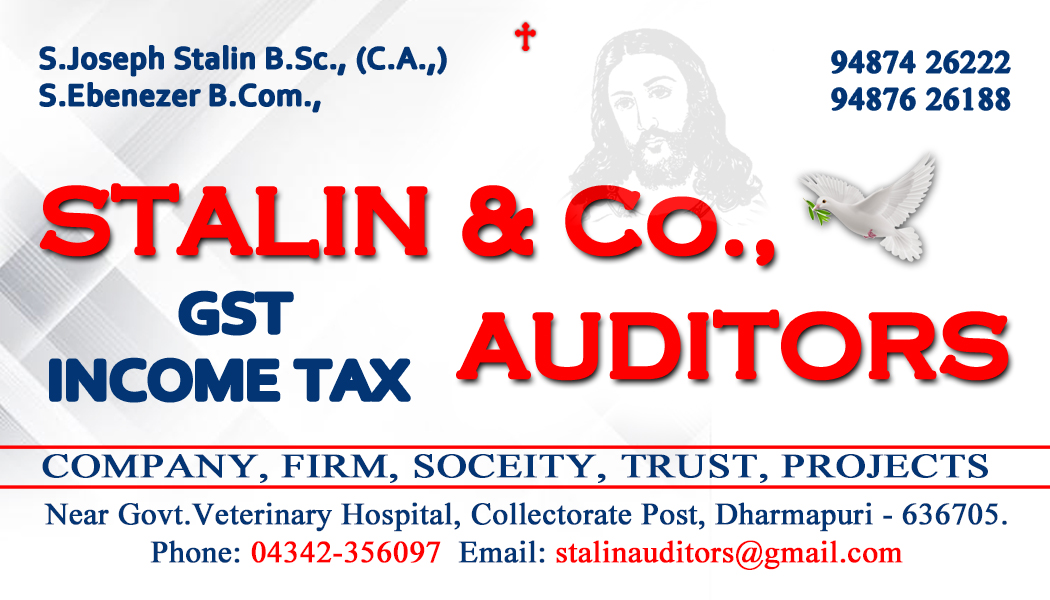 S.Joseph Stalin B.Sc., (C.A.,)
S.Ebenezer B.Com.,
94874 26222
94876 26188
STALIN & Co.,
GST
INCOME TAX
AUDITORS
COMPANY, FIRM, SOCEITY, TRUST, PROJECTS
Near Govt.Veterinary Hospital, Collectorate Post, Dharmapuri - 636705.
Phone: 04342-356097 Email: stalinauditors@gmail.com